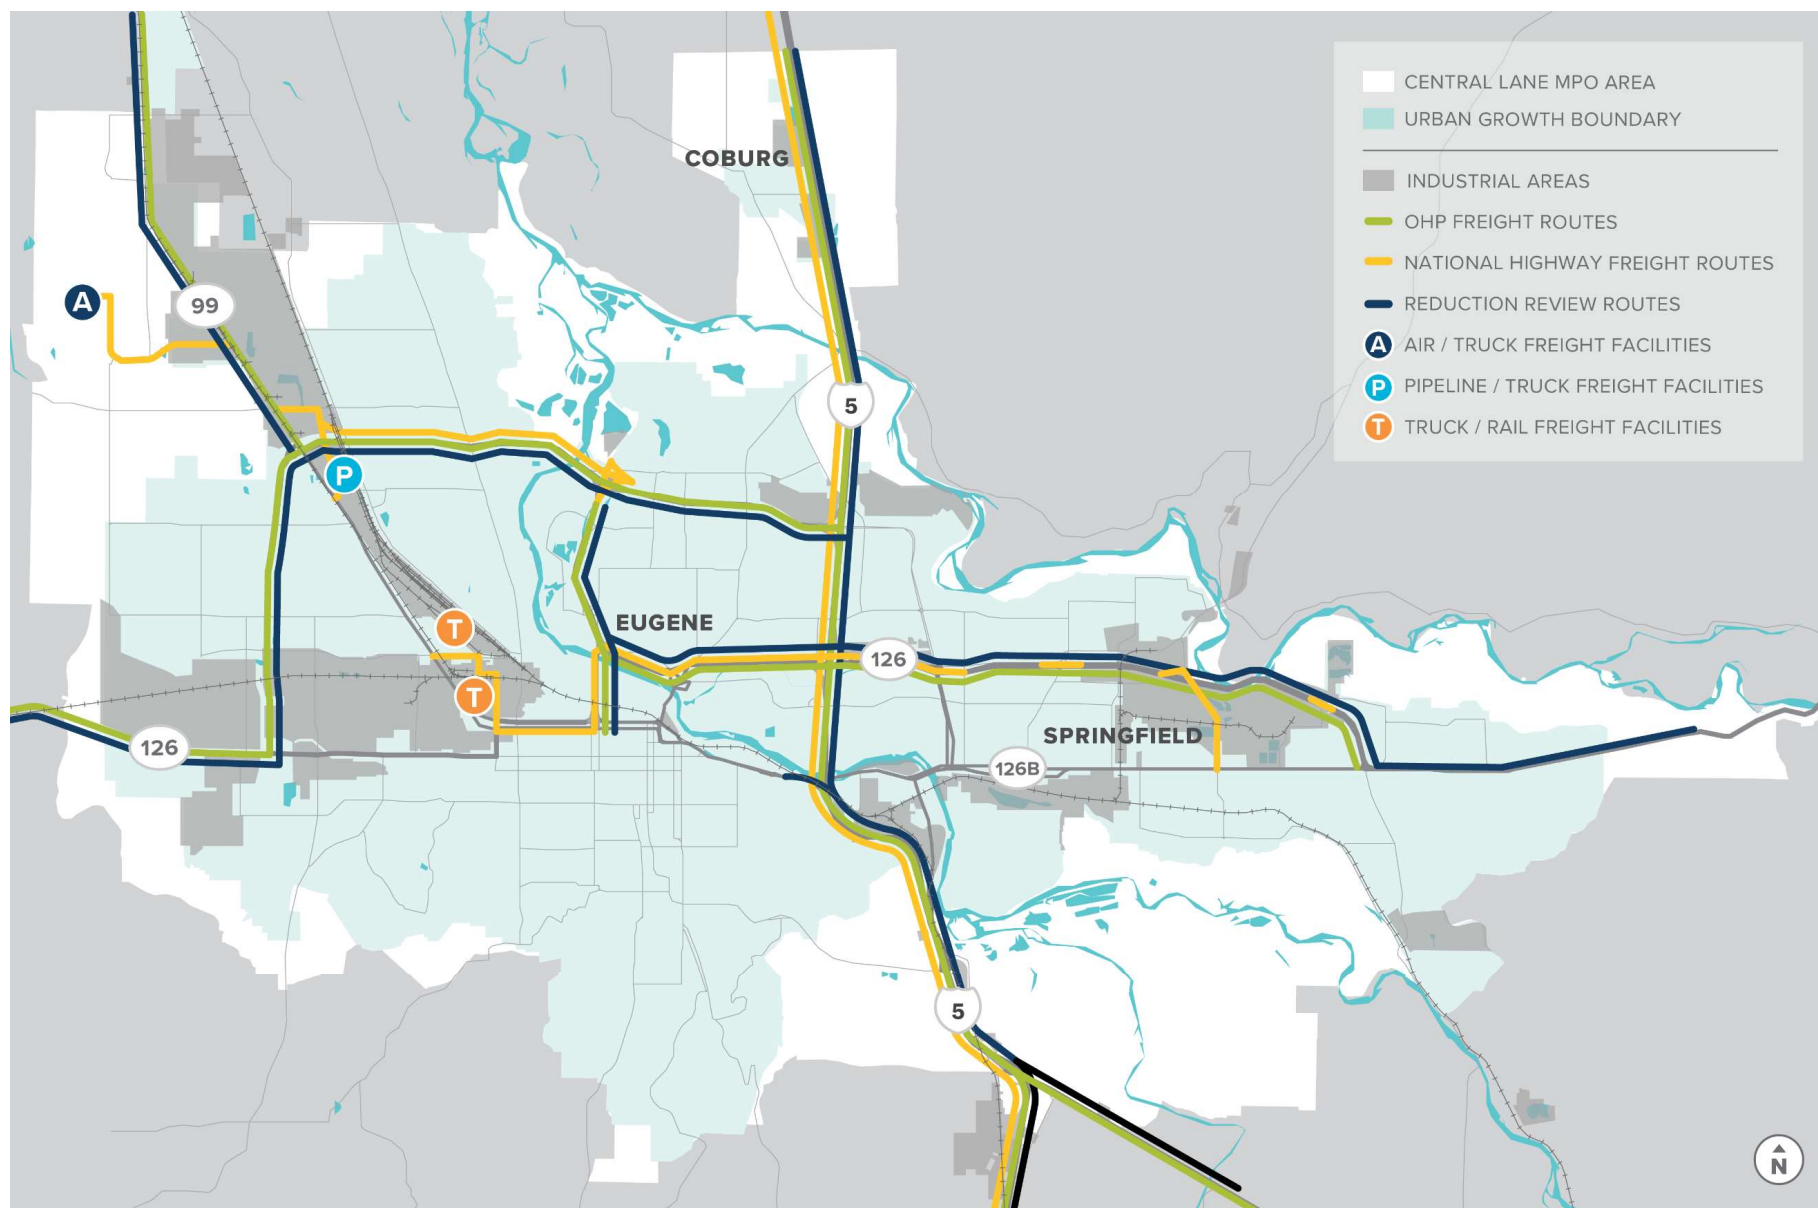 CENTRAL LANE MPO AREA
URBAN GROWTH BOUNDARY
INDUSTRIAL AREAS
OHP FREIGHT ROUTES
NATIONAL HIGHWAY FREIGHT ROUTES
REDUCTION REVIEW ROUTES
A AIR / TRUCK FREIGHT FACILITIES
P PIPELINE / TRUCK FREIGHT FACILITIES
T TRUCK / RAIL FREIGHT FACILITIES
COBURG
A
99
5
P
T
EUGENE
126
T
SPRINGFIELD
126
126B
5
N